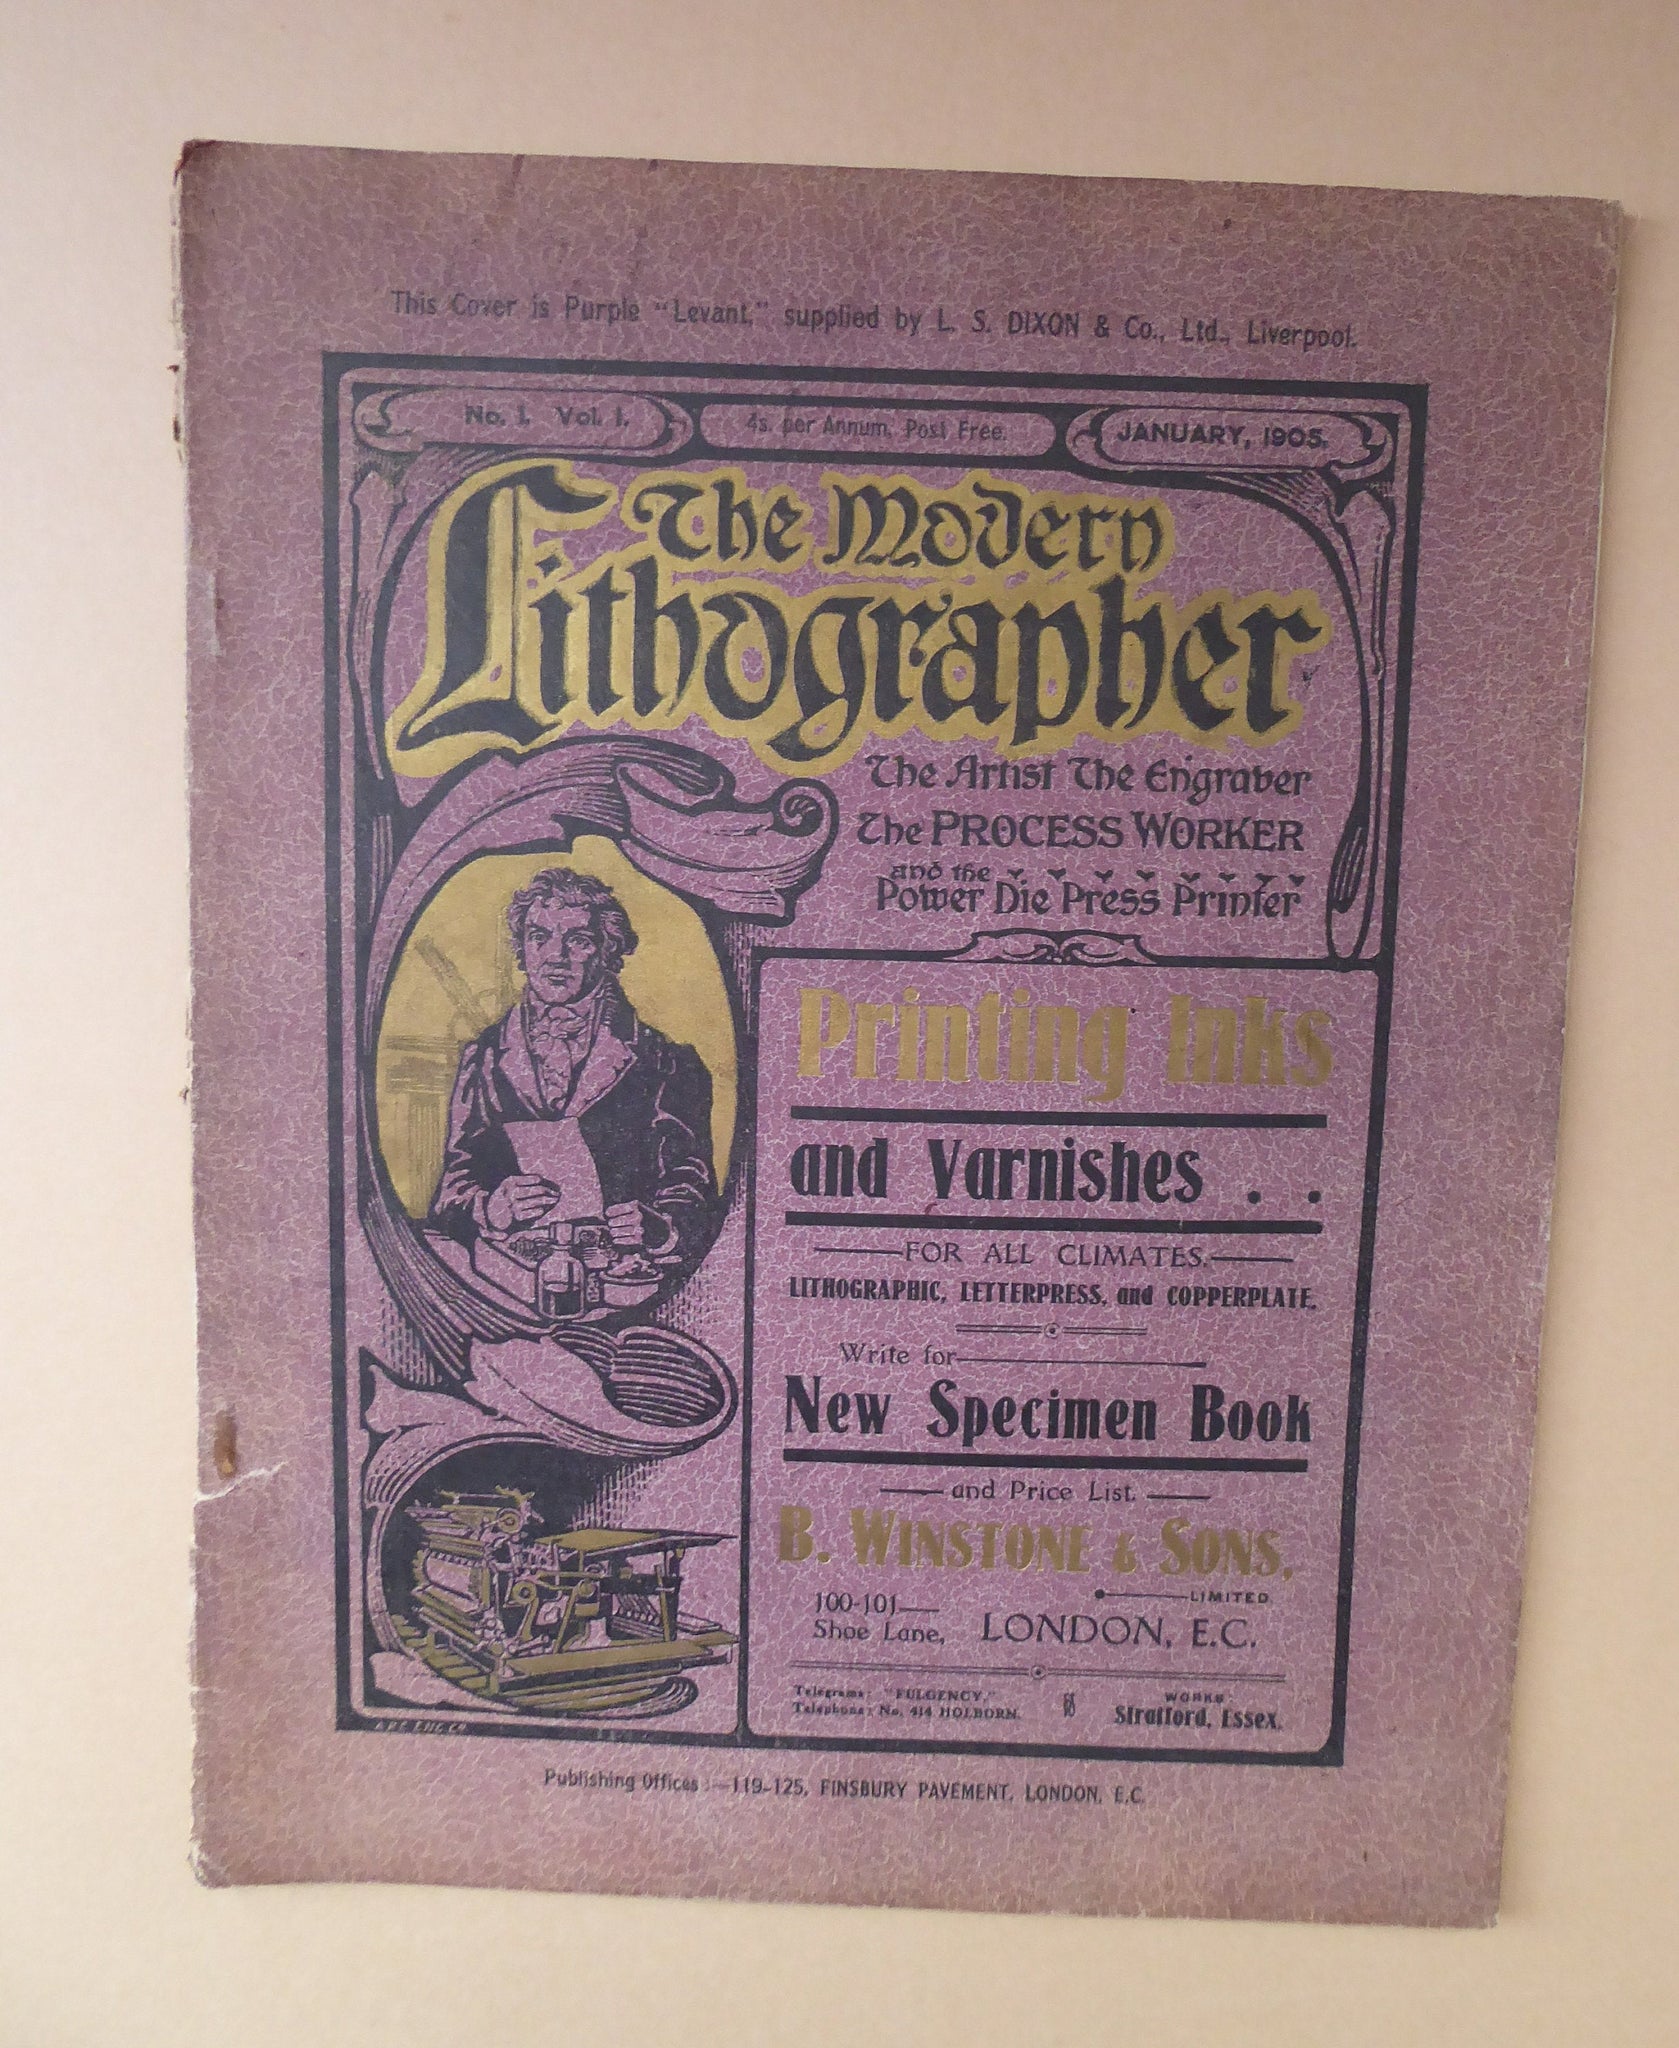 This Cover is Purple "Levant," supplied by L. S. DIXON & Co., Ltd., Liverpool.
No. 1. Vol. 1.
4s. per Annum, Post Free.
JANUARY, 1905.
The Modern
Lithographer
The Artist The Engraver
The PROCESS WORKER
and the
Power Die Press Printer
Printing Inks
and Varnishes . .
FOR ALL CLIMATES.
LITHOGRAPHIC, LETTERPRESS, and COPPERPLATE.
Write for
New Specimen Book
and Price List.
B. WINSTONE & SONS,
LIMITED
100-101
Shoe Lane,
LONDON, E.C.
Telegrams: "FULGENCY,"
Telephone: No. 414 HOLBORN.
WORKS:
Stratford, Essex.
Publishing Offices :—119-125, FINSBURY PAVEMENT, LONDON, E.C.